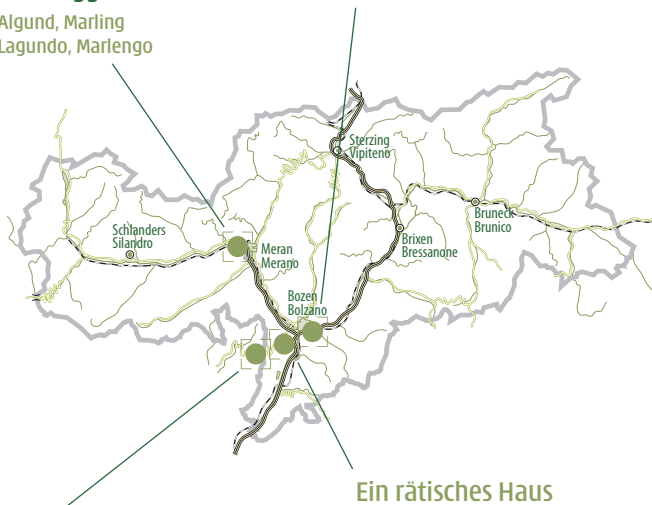 Algund, Marling
Lagundo, Marlengo
Sterzing
Vipiteno
Bruneck
Brunico
Schlanders
Silandro
Brixen
Bressanone
Meran
Merano
Bozen
Bolzano
Ein rätisches Haus